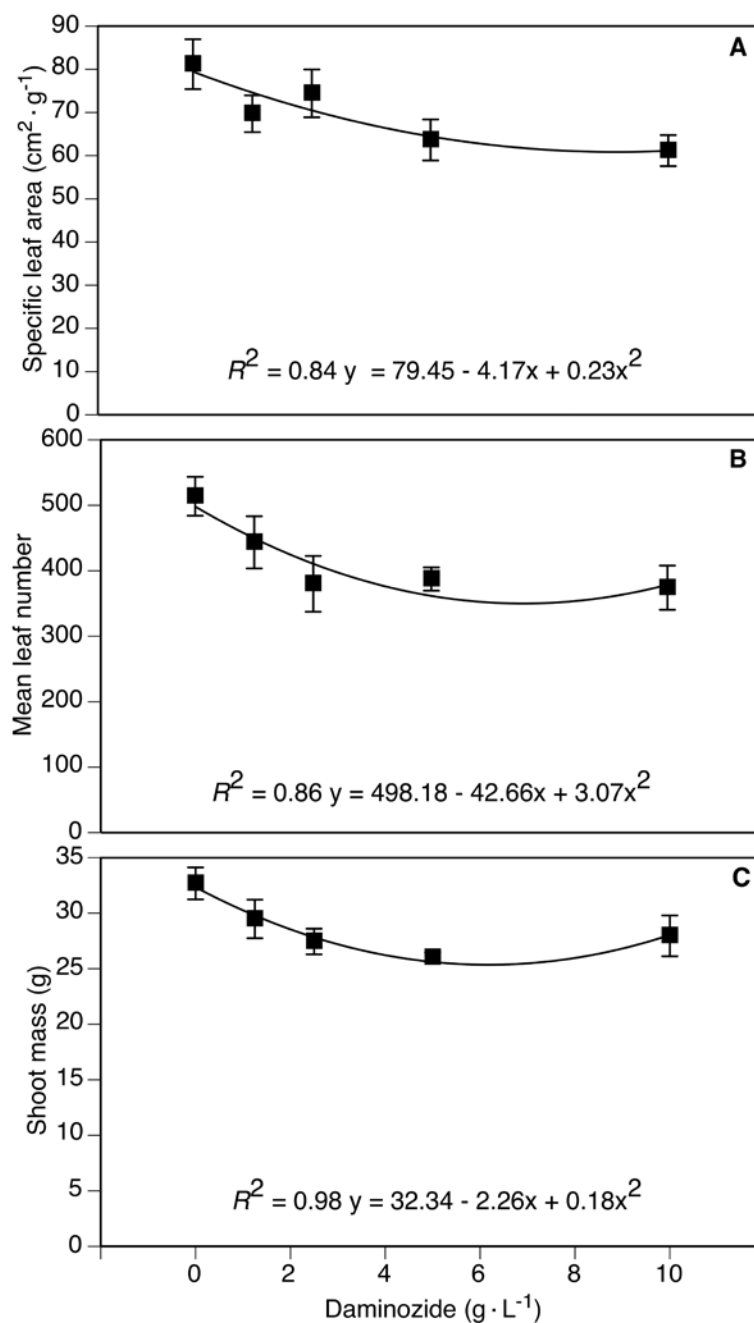 A
90
80
70
60
50
40
30
20
10
0
Specific leaf area (cm² · g⁻¹)
R² = 0.84 y = 79.45 - 4.17x + 0.23x²
B
600
500
400
300
200
100
0
Mean leaf number
R² = 0.86 y = 498.18 - 42.66x + 3.07x²
C
35
30
25
20
15
10
5
0
Shoot mass (g)
R² = 0.98 y = 32.34 - 2.26x + 0.18x²
0 2 4 6 8 10
Daminozide (g · L⁻¹)